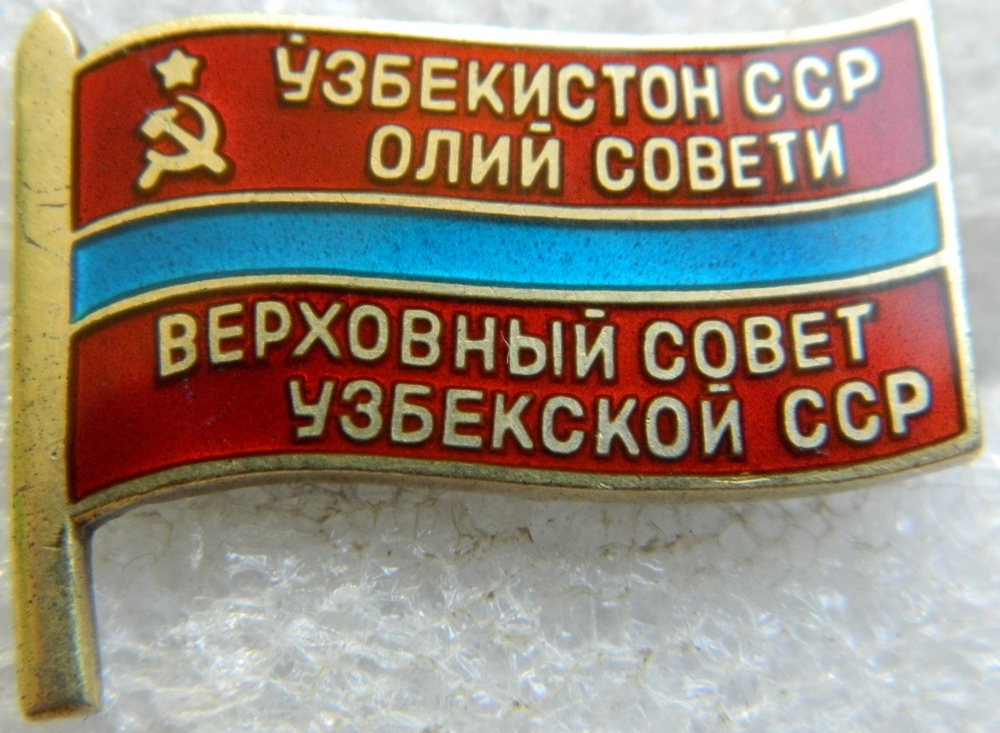 ЎЗБЕКИСТОН ССР
ОЛИЙ СОВЕТИ
ВЕРХОВНЫЙ СОВЕТ
УЗБЕКСКОЙ ССР